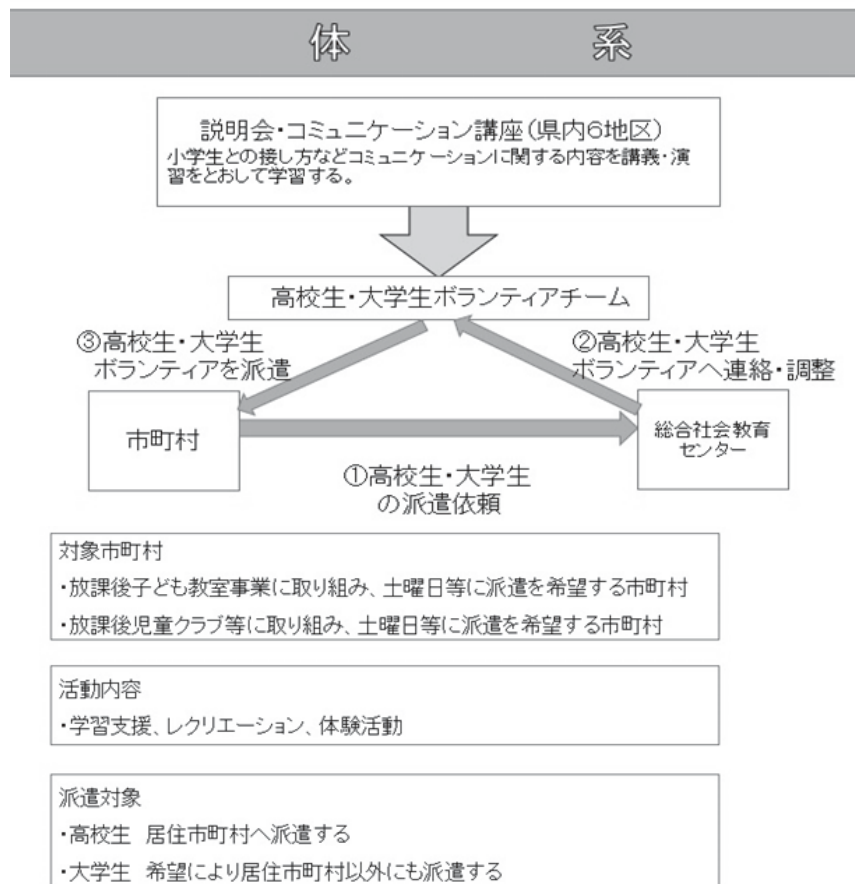 体　系
説明会・コミュニケーション講座(県内6地区)
小学生との接し方などコミュニケーションに関する内容を講義・演
習をとおして学習する。
高校生・大学生ボランティアチーム
③高校生・大学生
ボランティアを派遣
②高校生・大学生
ボランティアへ連絡・調整
市町村
総合社会教育
センター
①高校生・大学生
の派遣依頼
対象市町村
・放課後子ども教室事業に取り組み、土曜日等に派遣を希望する市町村
・放課後児童クラブ等に取り組み、土曜日等に派遣を希望する市町村
活動内容
・学習支援、レクリエーション、体験活動
派遣対象
・高校生　居住市町村へ派遣する
・大学生　希望により居住市町村以外にも派遣する